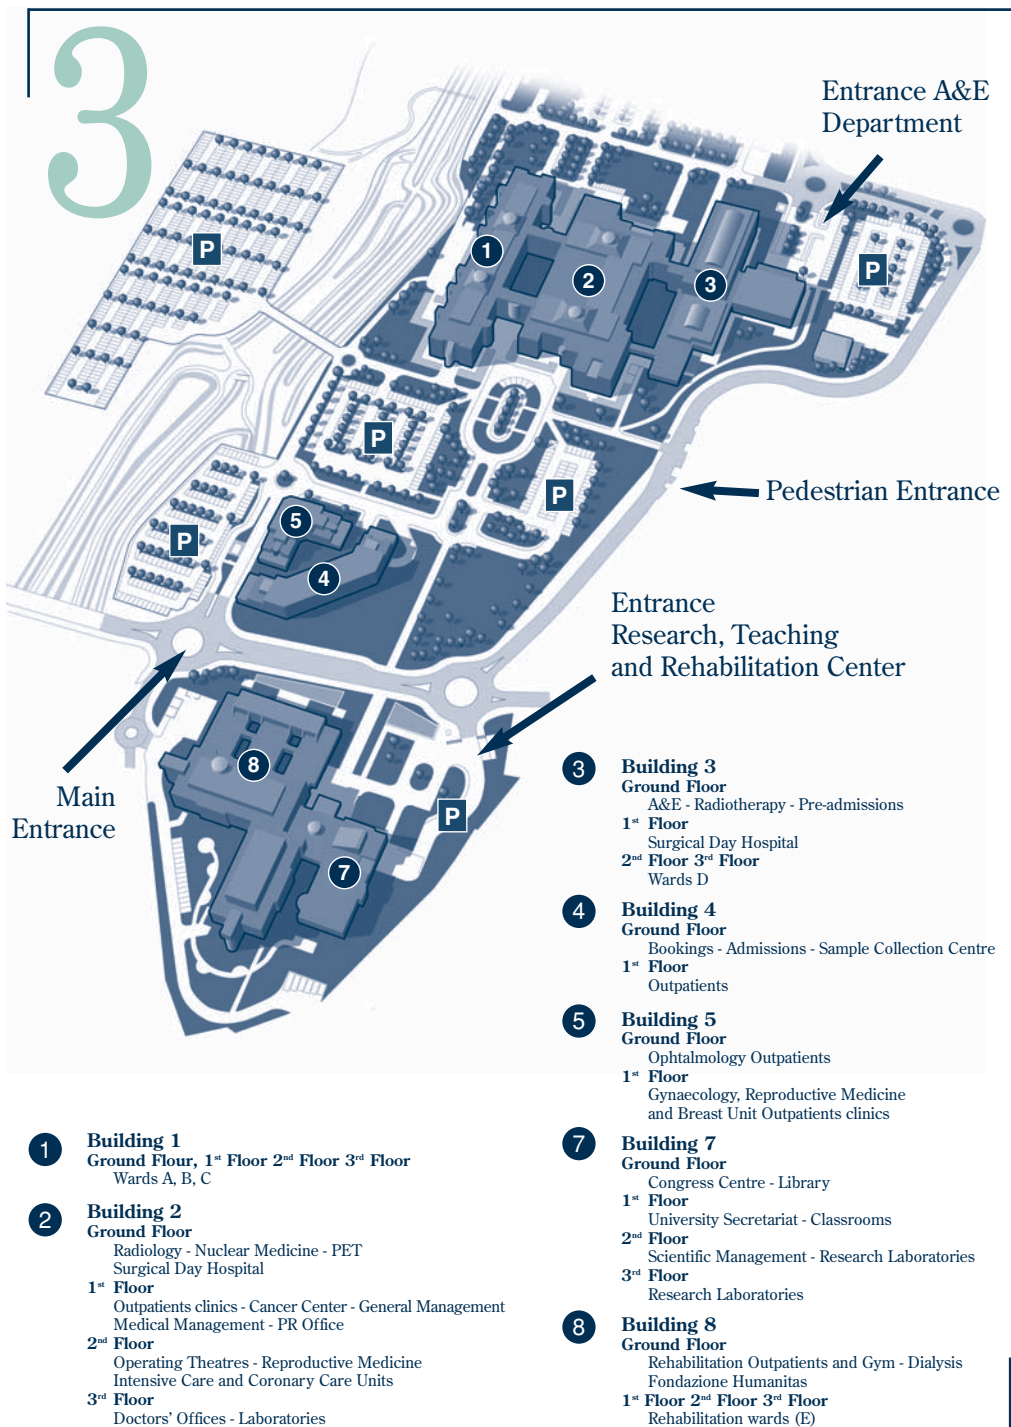 3
Entrance A&E
Department
P
P
1
2
3
P
P
Pedestrian Entrance
5
P
4
Entrance
Research, Teaching
and Rehabilitation Center
8
Main
Entrance
P
7
3 Building 3
Ground Floor
A&E - Radiotherapy - Pre-admissions
1st Floor
Surgical Day Hospital
2nd Floor 3rd Floor
Wards D
4 Building 4
Ground Floor
Bookings - Admissions - Sample Collection Centre
1st Floor
Outpatients
5 Building 5
Ground Floor
Ophtalmology Outpatients
1st Floor
Gynaecology, Reproductive Medicine
and Breast Unit Outpatients clinics
1 Building 1
Ground Flour, 1st Floor 2nd Floor 3rd Floor
Wards A, B, C
2 Building 2
Ground Floor
Radiology - Nuclear Medicine - PET
Surgical Day Hospital
1st Floor
Outpatients clinics - Cancer Center - General Management
Medical Management - PR Office
2nd Floor
Operating Theatres - Reproductive Medicine
Intensive Care and Coronary Care Units
3rd Floor
Doctors' Offices - Laboratories
7 Building 7
Ground Floor
Congress Centre - Library
1st Floor
University Secretariat - Classrooms
2nd Floor
Scientific Management - Research Laboratories
3rd Floor
Research Laboratories
8 Building 8
Ground Floor
Rehabilitation Outpatients and Gym - Dialysis
Fondazione Humanitas
1st Floor 2nd Floor 3rd Floor
Rehabilitation wards (E)